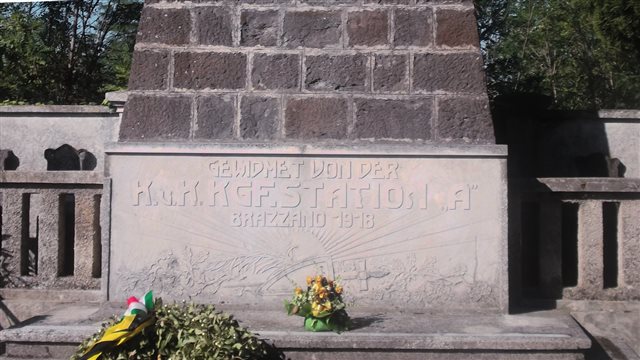 GEWIDMET VON DER
K.u.K. KGF.STATION „A"
BRAZZANO - 1918